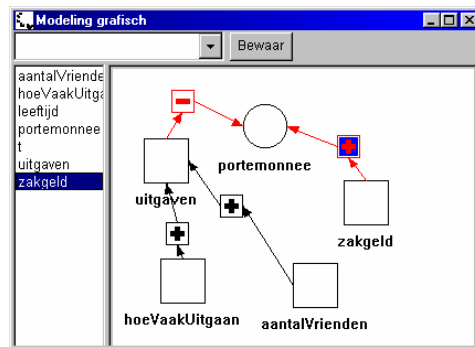 Modeling grafisch
Bewaar
aantalVriende
hoeVaakUitga
leeftijd
portemonnee
t
uitgaven
zakgeld
portemonnee
uitgaven
zakgeld
hoeVaakUitgaan
aantalVrienden